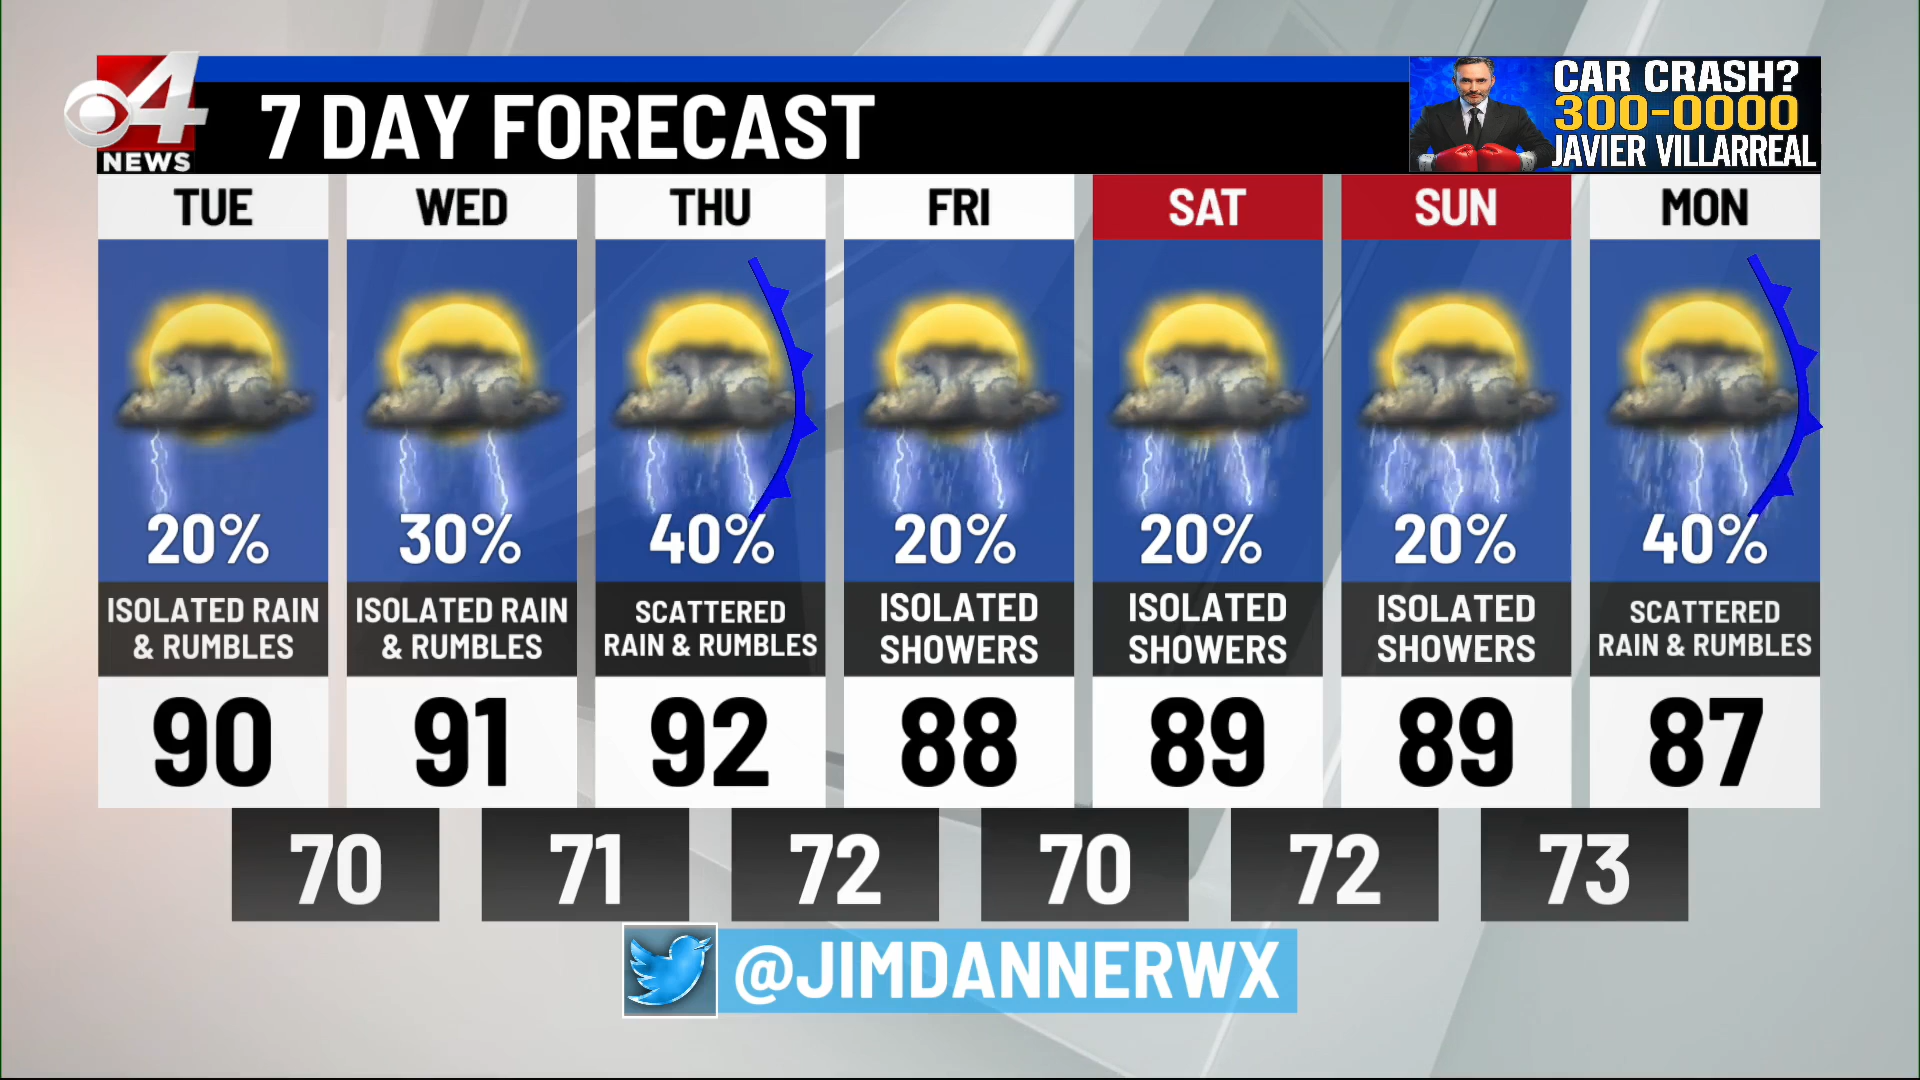 4
NEWS
7 DAY FORECAST
CAR CRASH?
300-0000
JAVIER VILLARREAL
TUE
WED
THU
FRI
SAT
SUN
MON
20%
30%
40%
20%
20%
20%
40%
ISOLATED RAIN
& RUMBLES
ISOLATED RAIN
& RUMBLES
SCATTERED
RAIN & RUMBLES
ISOLATED
SHOWERS
ISOLATED
SHOWERS
ISOLATED
SHOWERS
SCATTERED
RAIN & RUMBLES
90
91
92
88
89
89
87
70
71
72
70
72
73
@JIMDANNERWX